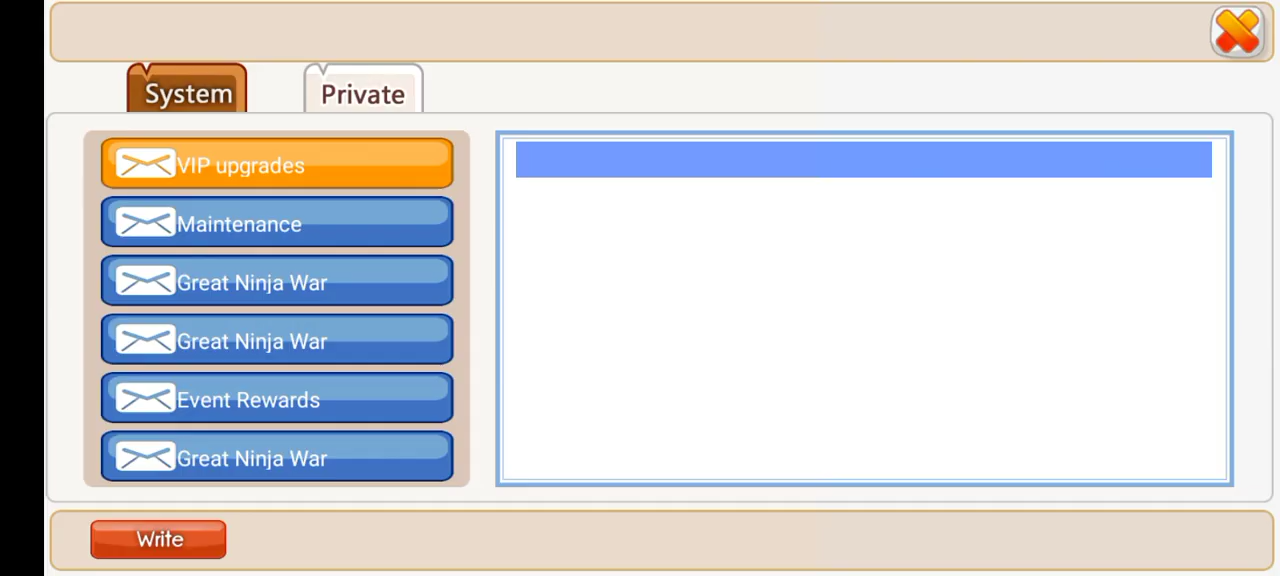 System
Private
VIP upgrades
Maintenance
Great Ninja War
Great Ninja War
Event Rewards
Great Ninja War
Write